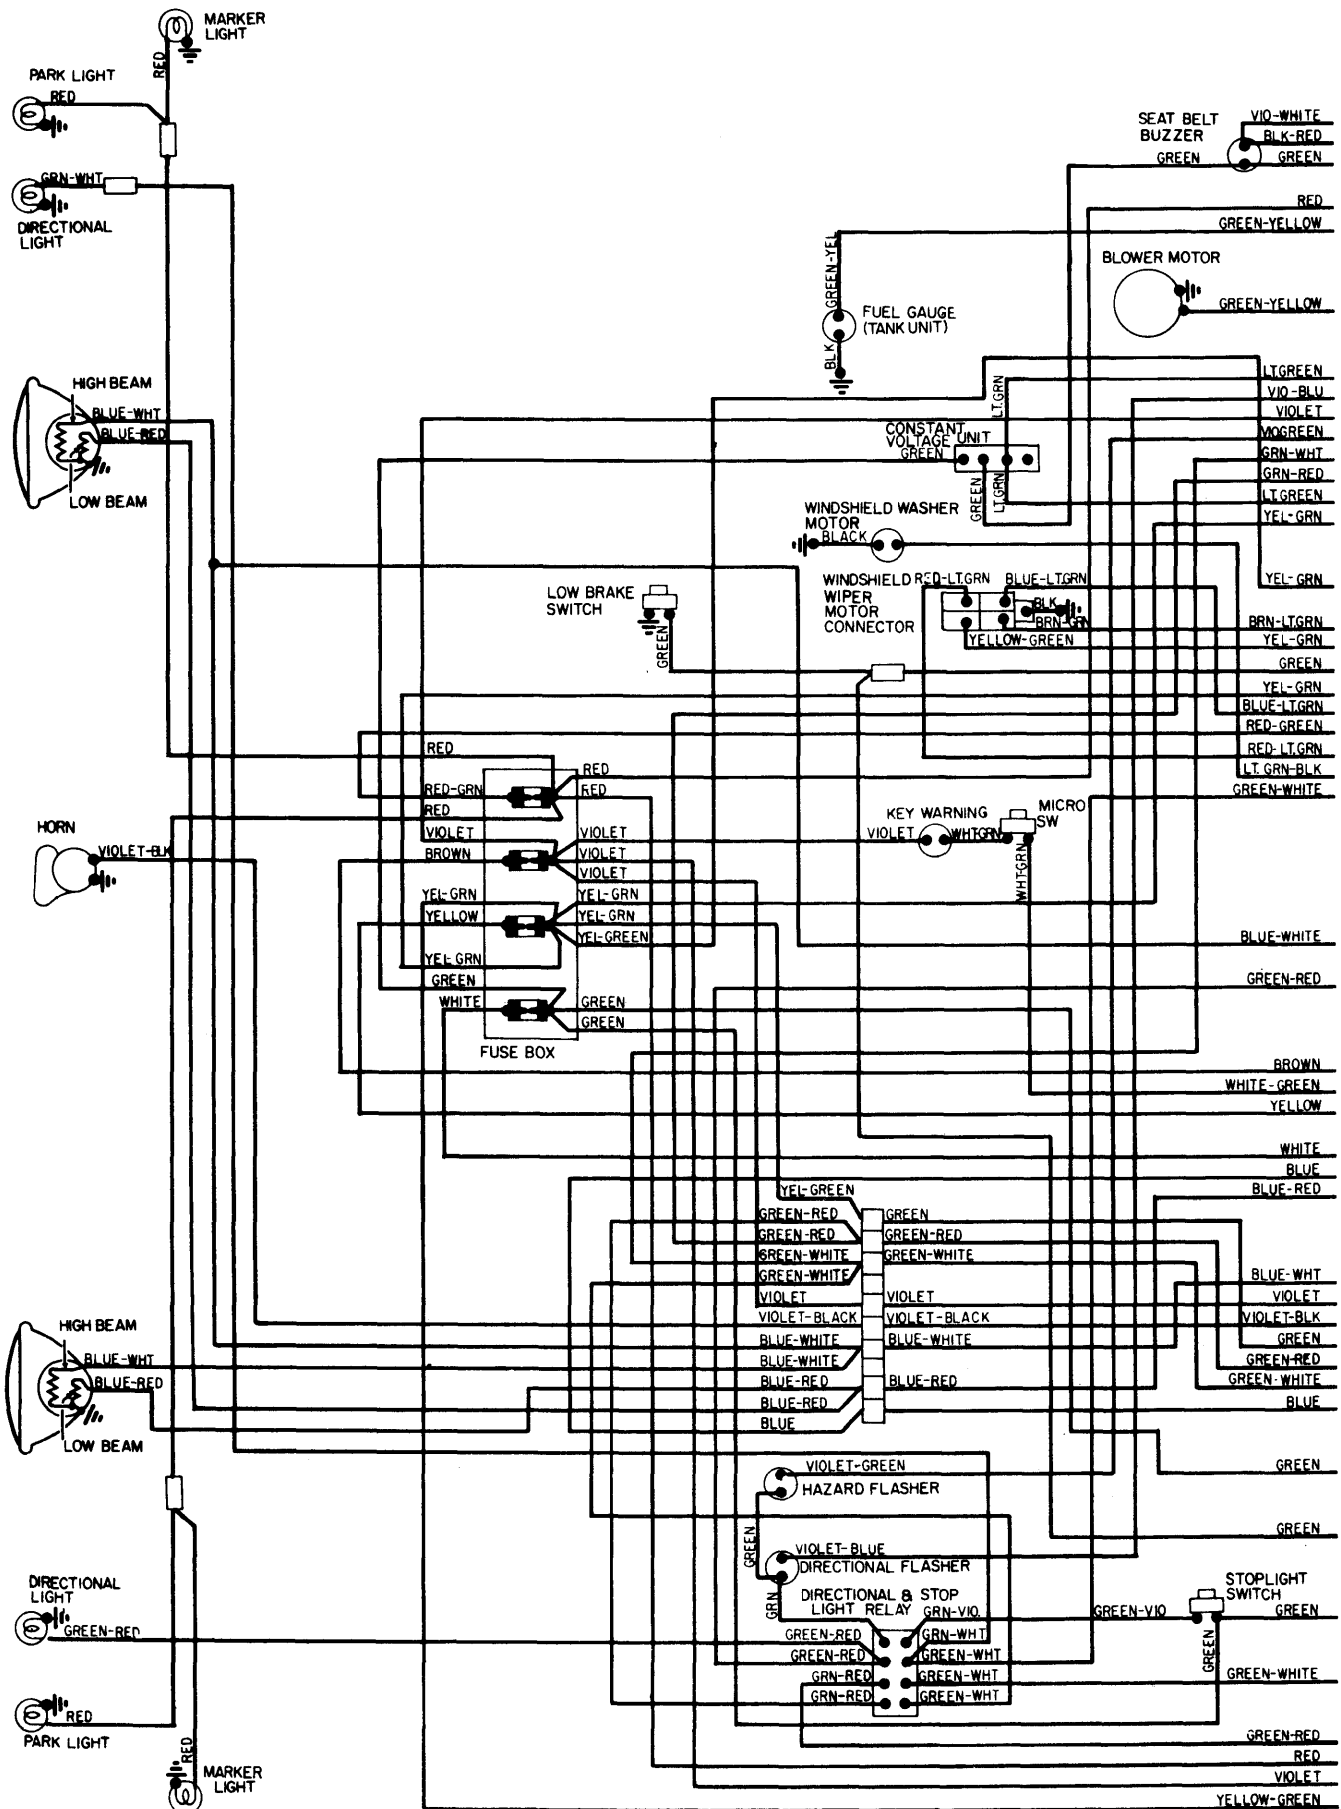 MARKER
LIGHT
RED
PARK LIGHT
RED
GRN-WHT
DIRECTIONAL
LIGHT
SEAT BELT
BUZZER
VIO-WHITE
BLK-RED
GREEN
GREEN
RED
GREEN-YELLOW
GREEN-YEL
FUEL GAUGE
(TANK UNIT)
BLK
BLOWER MOTOR
GREEN-YELLOW
HIGH BEAM
BLUE-WHT
BLUE-RED
LOW BEAM
LT.GREEN
VIO-BLU
VIOLET
MOGREEN
GRN-WHT
GRN-RED
LT.GREEN
YEL-GRN
LT.GRN
CONSTANT
VOLTAGE UNIT
GREEN
GREEN
LT.GRN
WINDSHIELD WASHER
MOTOR
BLACK
LOW BRAKE
SWITCH
GREEN
WINDSHIELD
WIPER
MOTOR
CONNECTOR
RED-LT.GRN
BLUE-LT.GRN
BLK
BRN-GRN
YELLOW-GREEN
YEL-GRN
BRN-LT.GRN
YEL-GRN
GREEN
YEL-GRN
BLUE-LT.GRN
RED-GREEN
RED-LT.GRN
LT. GRN-BLK
GREEN-WHITE
RED
RED
RED-GRN
RED
RED
VIOLET
VIOLET
BROWN
VIOLET
VIOLET
YEL-GRN
YEL-GRN
YELLOW
YEL-GRN
YEL-GREEN
YEL-GRN
GREEN
WHITE
GREEN
GREEN
FUSE BOX
KEY WARNING
VIOLET
WHT-GRN
MICRO
SW
WHT-GRN
HORN
VIOLET-BLK
BLUE-WHITE
GREEN-RED
BROWN
WHITE-GREEN
YELLOW
WHITE
BLUE
BLUE-RED
YEL-GREEN
GREEN-RED
GREEN
GREEN-RED
GREEN-RED
GREEN-WHITE
GREEN-WHITE
GREEN-WHITE
VIOLET
VIOLET
VIOLET-BLACK
VIOLET-BLACK
BLUE-WHITE
BLUE-WHITE
BLUE-WHITE
BLUE-RED
BLUE-RED
BLUE-RED
BLUE
BLUE-WHT
VIOLET
VIOLET-BLK
GREEN
GREEN-RED
GREEN-WHITE
BLUE
HIGH BEAM
BLUE-WHT
BLUE-RED
LOW BEAM
GREEN
VIOLET-GREEN
HAZARD FLASHER
GREEN
GREEN
VIOLET-BLUE
DIRECTIONAL FLASHER
GRN
DIRECTIONAL & STOP
LIGHT RELAY
GRN-VIO.
GREEN-VIO
STOPLIGHT
SWITCH
GREEN
GREEN
GREEN-RED
GRN-WHT
GREEN-RED
GREEN-WHT
GRN-RED
GREEN-WHT
GRN-RED
GREEN-WHT
GREEN-WHITE
DIRECTIONAL
LIGHT
GREEN-RED
RED
PARK LIGHT
RED
MARKER
LIGHT
GREEN-RED
RED
VIOLET
YELLOW-GREEN